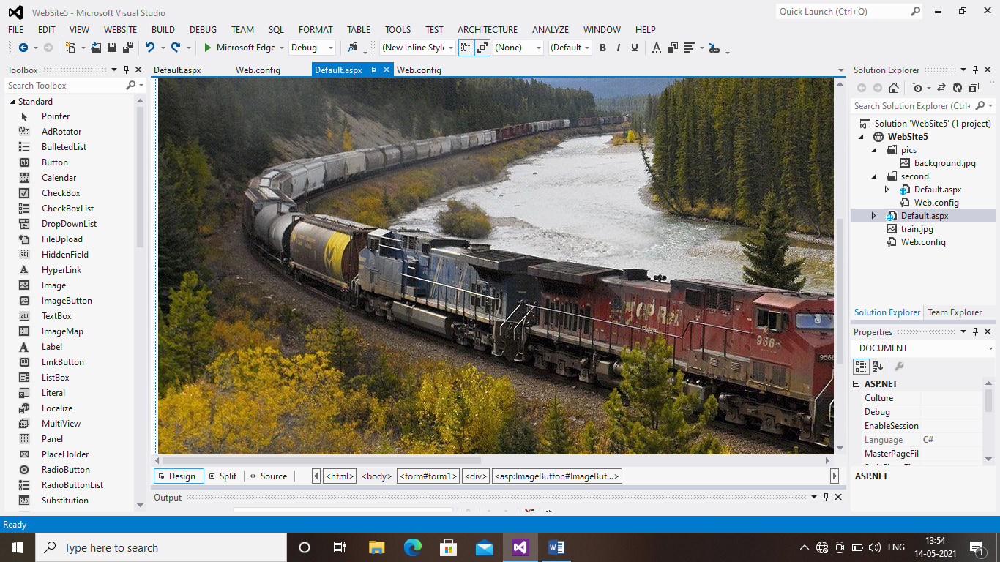 WebSite5 - Microsoft Visual Studio
Quick Launch (Ctrl+Q)
FILE EDIT VIEW WEBSITE BUILD DEBUG TEAM SQL FORMAT TABLE TOOLS TEST ARCHITECTURE ANALYZE WINDOW HELP
Microsoft Edge Debug (New Inline Style (None) (Default B I U A
Toolbox
Default.aspx Web.config Default.aspx Web.config
Solution Explorer
Search Toolbox
Standard
Pointer
AdRotator
BulletedList
Button
Calendar
CheckBox
CheckBoxList
DropDownList
FileUpload
HiddenField
HyperLink
Image
ImageButton
TextBox
ImageMap
Label
LinkButton
ListBox
Literal
Localize
MultiView
Panel
PlaceHolder
RadioButton
RadioButtonList
Substitution
9566
Design Split Source <html> <body> <form#form1> <div> <asp:ImageButton#ImageBut...>
Output
Search Solution Explorer (Ctrl+
Solution 'WebSite5' (1 project)
WebSite5
pics
background.jpg
second
Default.aspx
Web.config
Default.aspx
train.jpg
Web.config
Solution Explorer Team Explorer
Properties
DOCUMENT
ASP.NET
Culture
Debug
EnableSession
Language C#
MasterPageFil
ASP.NET
Ready
Type here to search
ENG
13:54
14-05-2021
1